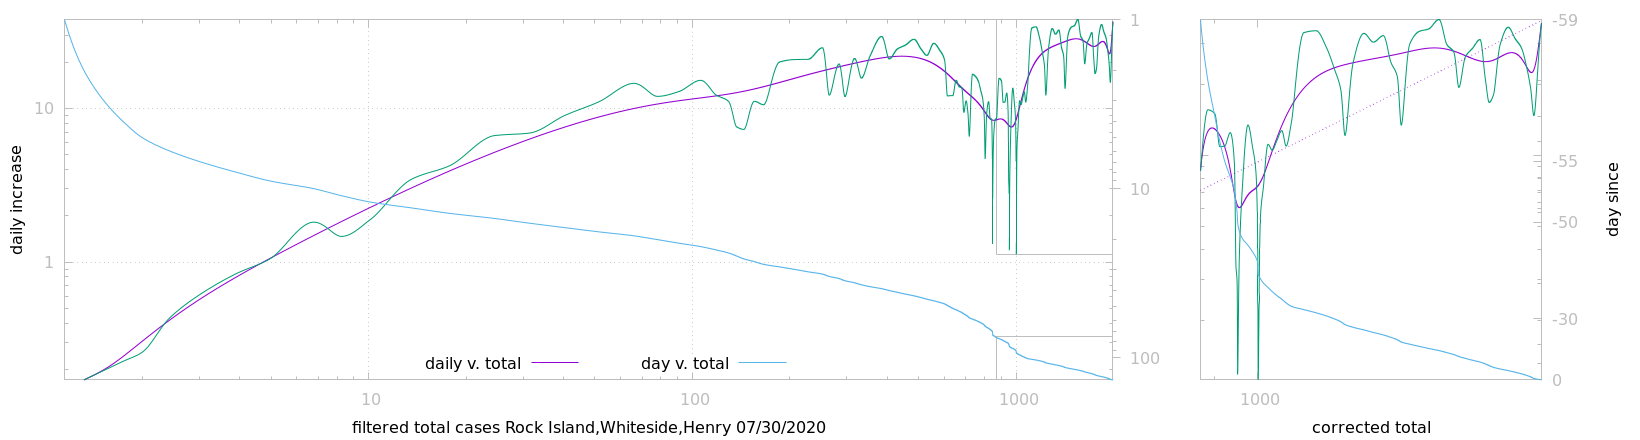 daily increase
10
1
daily v. total
day v. total
1
10
100
10
100
1000
filtered total cases Rock Island,Whiteside,Henry 07/30/2020
-59
-55
-50
-30
0
day since
1000
corrected total